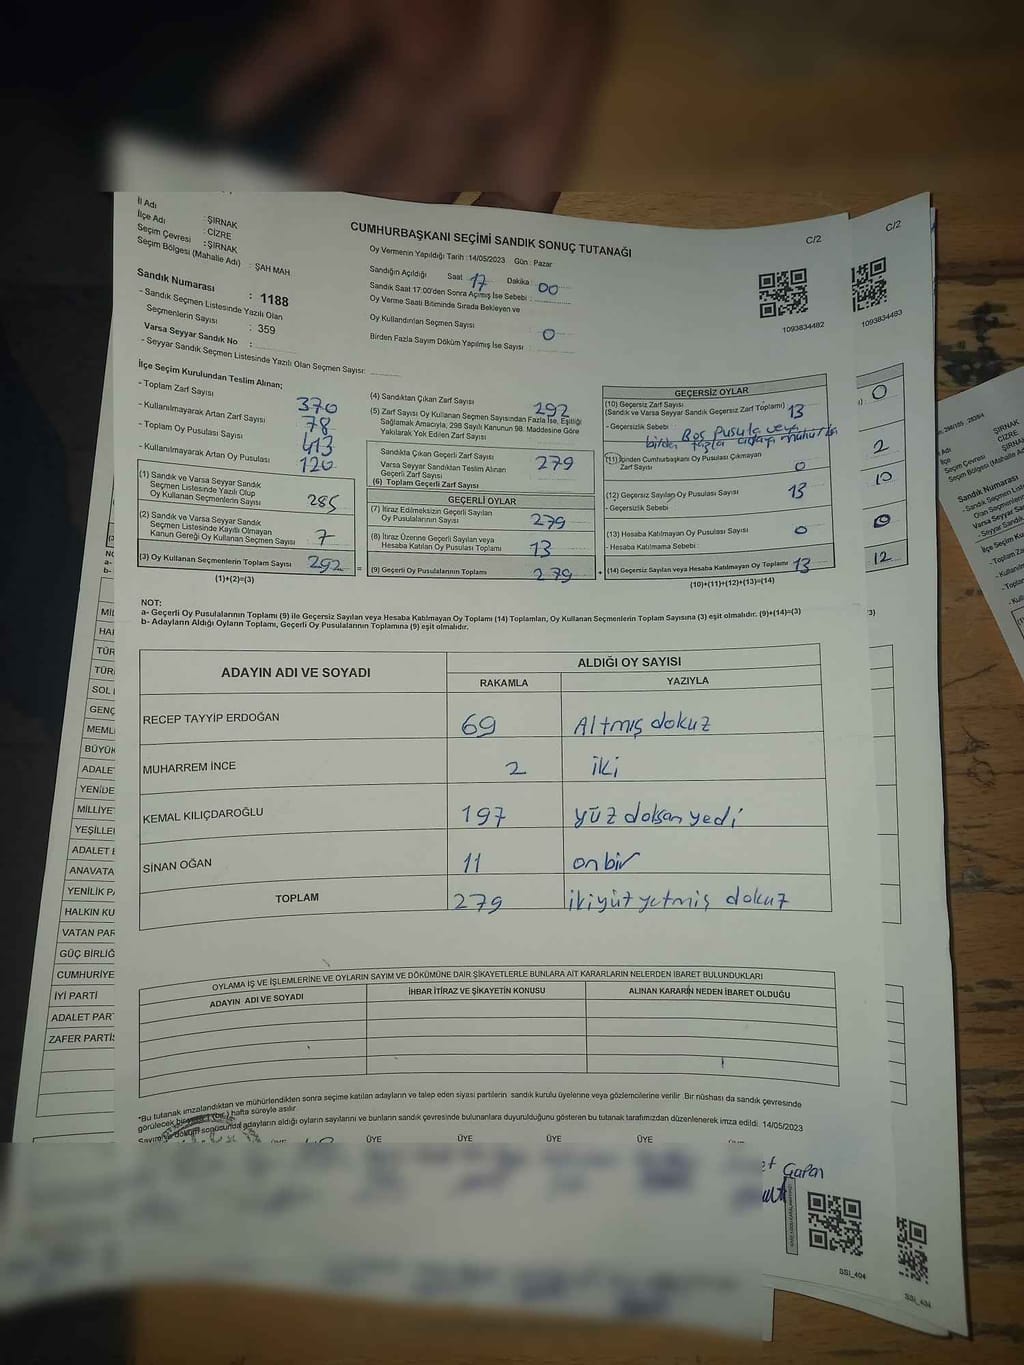 İl Adı : ŞIRNAK
İlçe Adı : CİZRE
Seçim Çevresi : ŞIRNAK
Seçim Bölgesi (Mahalle Adı) : ŞAH MAH
Sandık Numarası : 1188
- Sandık Seçmen Listesinde Yazılı Olan
Seçmenlerin Sayısı : 359
Varsa Seyyar Sandık No :
- Seyyar Sandık Seçmen Listesinde Yazılı Olan Seçmen Sayısı:
CUMHURBAŞKANI SEÇİMİ SANDIK SONUÇ TUTANAĞI
Oy Vermenin Yapıldığı Tarih : 14/05/2023 Gün : Pazar
Sandığın Açıldığı Saat 17 Dakika 00
Sandık Saat 17:00'den Sonra Açılmış İse Sebebi :
Oy Verme Saati Bitiminde Sırada Bekleyen ve
Oy Kullandırılan Seçmen Sayısı 0
Birden Fazla Sayım Döküm Yapılmış İse Sayısı :
C/2
1093834482
C/2
1093834483
İlçe Seçim Kurulundan Teslim Alınan;
- Toplam Zarf Sayısı 370
- Kullanılmayarak Artan Zarf Sayısı 78
- Toplam Oy Pusulası Sayısı 413
- Kullanılmayarak Artan Oy Pusulası 120
(1) Sandık ve Varsa Seyyar Sandık
Seçmen Listesinde Yazılı Olup
Oy Kullanan Seçmenlerin Sayısı 285
(2) Sandık ve Varsa Seyyar Sandık
Seçmen Listesinde Kayıtlı Olmayan
Kanun Gereği Oy Kullanan Seçmen Sayısı 7
(3) Oy Kullanan Seçmenlerin Toplam Sayısı 292
(1)+(2)=(3)
(4) Sandıktan Çıkan Zarf Sayısı 292
(5) Zarf Sayısı Oy Kullanan Seçmen Sayısından Fazla İse, Eşitliği
Sağlamak Amacıyla, 298 Sayılı Kanunun 98. Maddesine Göre
Yakılarak Yok Edilen Zarf Sayısı
Sandıkta Çıkan Geçerli Zarf Sayısı
Varsa Seyyar Sandıktan Teslim Alınan
Geçerli Zarf Sayısı
(6) Toplam Geçerli Zarf Sayısı 279
GEÇERLİ OYLAR
(7) İtiraz Edilmeksizin Geçerli Sayılan
Oy Pusulalarının Sayısı 279
(8) İtiraz Üzerine Geçerli Sayılan veya
Hesaba Katılan Oy Pusulası Toplamı 13
(9) Geçerli Oy Pusulalarının Toplamı 279
GEÇERSİZ OYLAR
(10) Geçersiz Zarf Sayısı
(Sandık ve Varsa Seyyar Sandık Geçersiz Zarf Toplamı) 13
- Geçersizlik Sebebi Boş Pusula veya
birden fazla
(11) İçinden Cumhurbaşkanı Oy Pusulası Çıkmayan
Zarf Sayısı 0
(12) Geçersiz Sayılan Oy Pusulası Sayısı 13
- Geçersizlik Sebebi
(13) Hesaba Katılmayan Oy Pusulası Sayısı 0
- Hesaba Katılmama Sebebi
(14) Geçersiz Sayılan veya Hesaba Katılmayan Oy Toplamı 13
(10)+(11)+(12)+(13)=(14)
0
2
10
0
12
NOT:
a- Geçerli Oy Pusulalarının Toplamı (9) ile Geçersiz Sayılan veya Hesaba Katılmayan Oy Toplamı (14) Toplamları, Oy Kullanan Seçmenlerin Toplam Sayısına (3) eşit olmalıdır. (9)+(14)=(3)
b- Adayların Aldığı Oyların Toplamı, Geçerli Oy Pusulalarının Toplamına (9) eşit olmalıdır.
ADAYIN ADI VE SOYADI ALDIĞI OY SAYISI
RAKAMLA YAZIYLA
RECEP TAYYİP ERDOĞAN 69 Altmış dokuz
MUHARREM İNCE 2 iki
KEMAL KILIÇDAROĞLU 197 yüz doksan yedi
SİNAN OĞAN 11 onbir
TOPLAM 279 ikiyüz yetmiş dokuz
OYLAMA İŞ VE İŞLEMLERİNE VE OYLARIN SAYIM VE DÖKÜMÜNE DAİR ŞİKAYETLERLE BUNLARA AİT KARARLARIN NELERDEN İBARET BULUNDUKLARI
ADAYIN ADI VE SOYADI İHBAR İTİRAZ VE ŞİKAYETİN KONUSU ALINAN KARARIN NEDEN İBARET OLDUĞU
*Bu tutanak imzalandıktan ve mühürlendikten sonra seçime katılan adayların ve talep eden siyasi partilerin sandık kurulu üyelerine veya gözlemcilerine verilir. Bir nüshası da sandık çevresinde
görülecek bir yere 1 (bir) hafta süreyle asılır.
Sayım ve döküm sonucunda adayların aldığı oyların sayılarını ve bunların sandık çevresinde bulunanlara duyurulduğunu gösteren bu tutanak tarafımızdan düzenlenerek imza edildi. 14/05/2023
ÜYE ÜYE ÜYE ÜYE
SSİ_404
SOL
GENÇ
BÜYÜK
ADALET
YENİDE
MİLLİYE
YEŞİLLE
ADALET
ANAVATA
YENİLİK PA
HALKIN KU
VATAN PAR
GÜÇ BİRLİĞ
CUMHURİYE
İYİ PARTİ
ADALET PART
ZAFER PARTİS
ŞIRNAK
CİZRE
Sandık Numarası